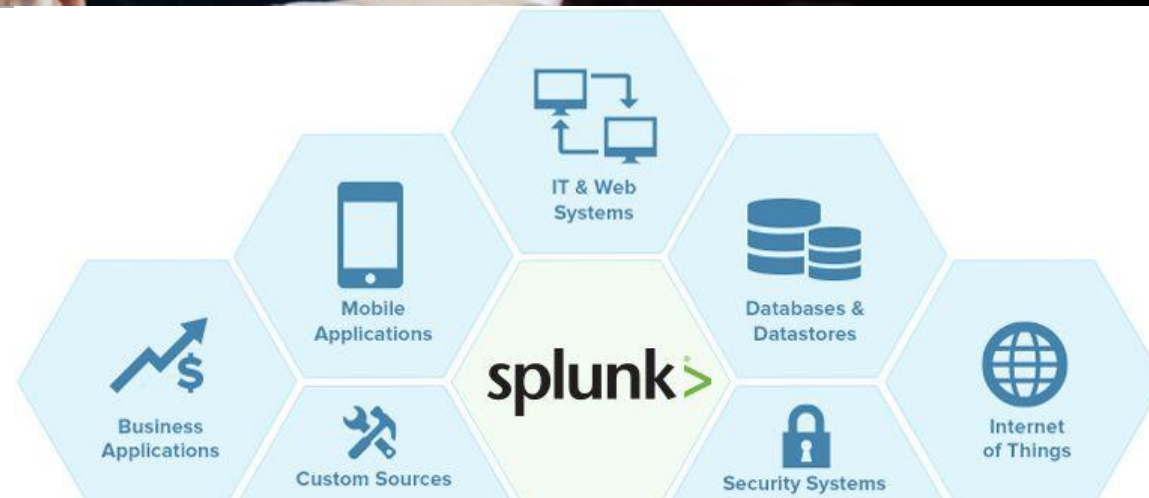 IT & Web
Systems
Mobile
Applications
Databases &
Datastores
splunk>
Business
Applications
Internet
of Things
Custom Sources
Security Systems